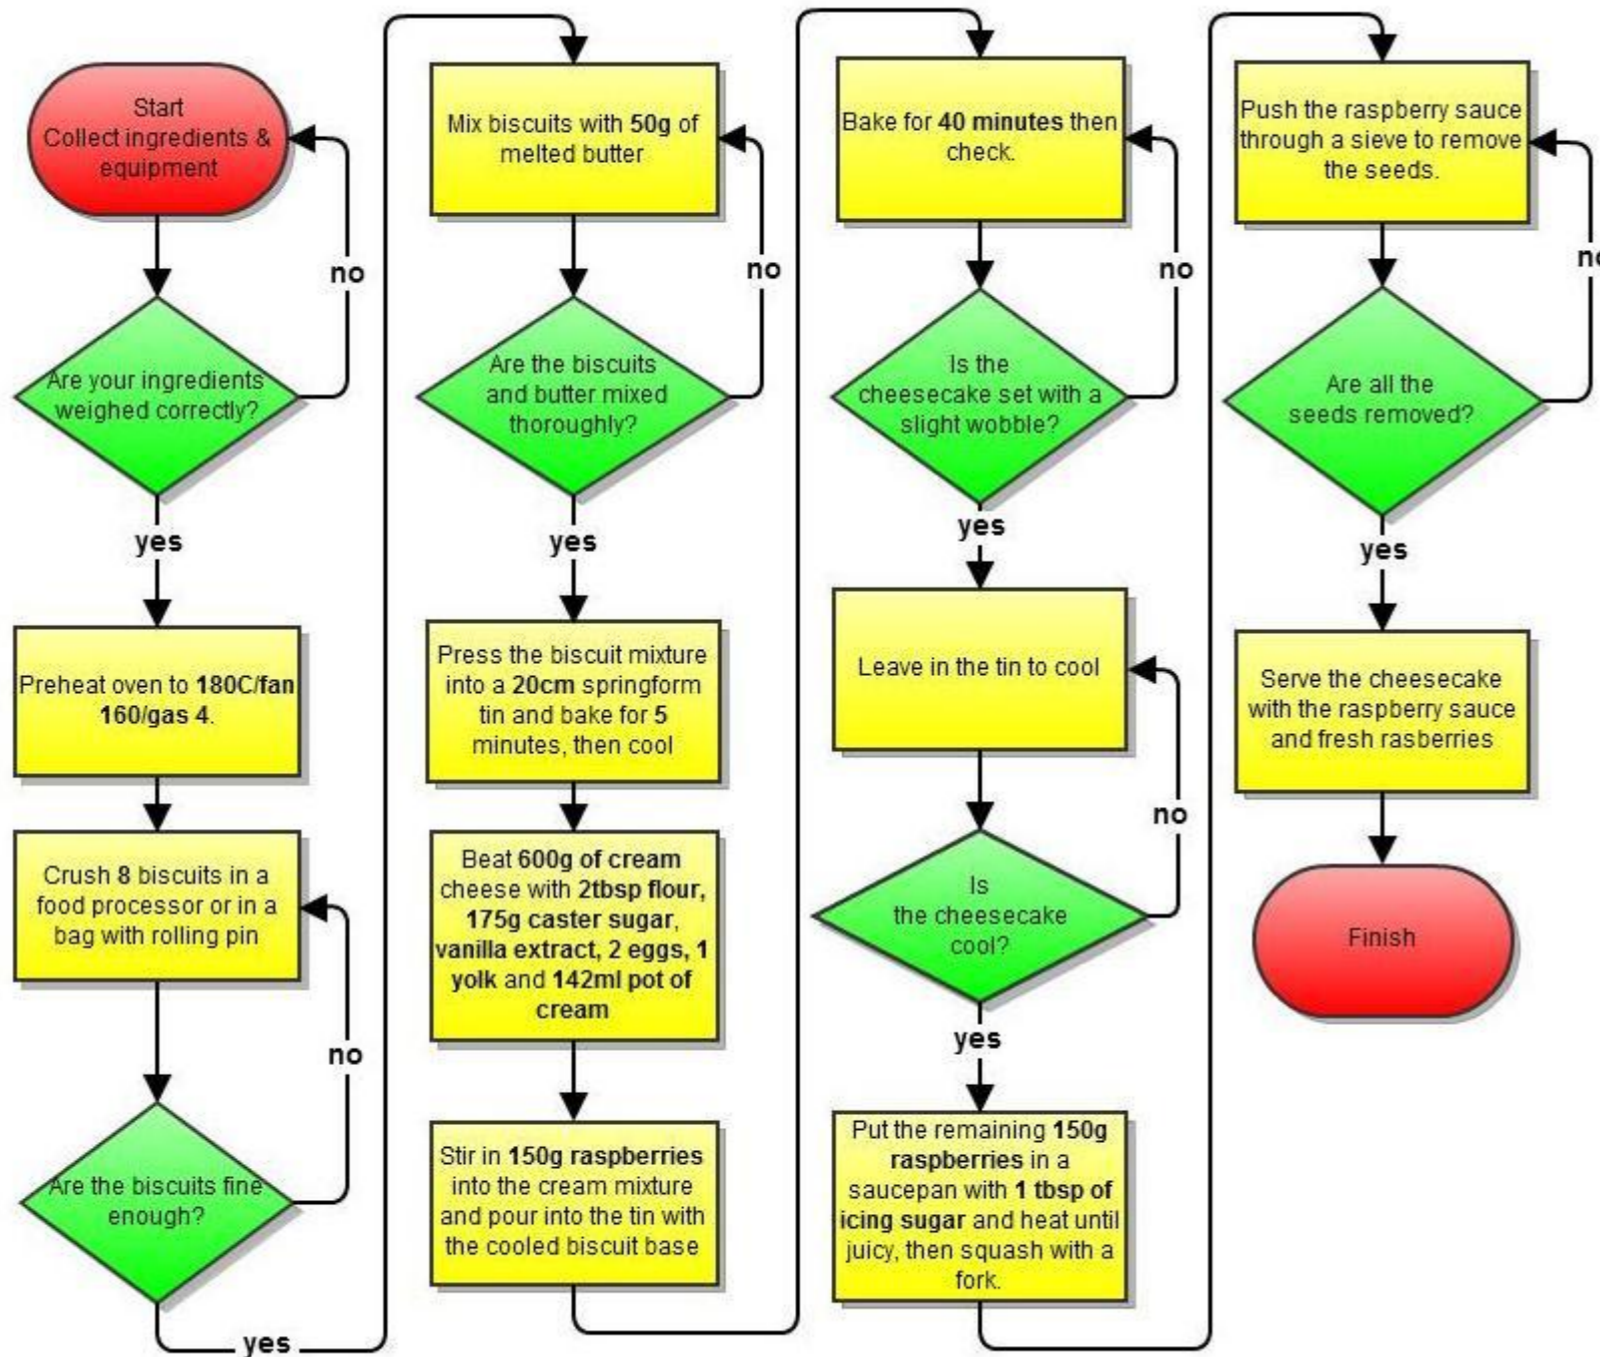 Start
Collect ingredients &
equipment
no
Are your ingredients
weighed correctly?
yes
Preheat oven to 180C/fan
160/gas 4.
Crush 8 biscuits in a
food processor or in a
bag with rolling pin
no
Are the biscuits fine
enough?
yes
Mix biscuits with 50g of
melted butter
no
Are the biscuits
and butter mixed
thoroughly?
yes
Press the biscuit mixture
into a 20cm springform
tin and bake for 5
minutes, then cool
Beat 600g of cream
cheese with 2tbsp flour,
175g caster sugar,
vanilla extract, 2 eggs, 1
yolk and 142ml pot of
cream
Stir in 150g raspberries
into the cream mixture
and pour into the tin with
the cooled biscuit base
Bake for 40 minutes then
check.
no
Is the
cheesecake set with a
slight wobble?
yes
Leave in the tin to cool
no
Is
the cheesecake
cool?
yes
Put the remaining 150g
raspberries in a
saucepan with 1 tbsp of
icing sugar and heat until
juicy, then squash with a
fork.
Push the raspberry sauce
through a sieve to remove
the seeds.
no
Are all the
seeds removed?
yes
Serve the cheesecake
with the raspberry sauce
and fresh rasberries
Finish